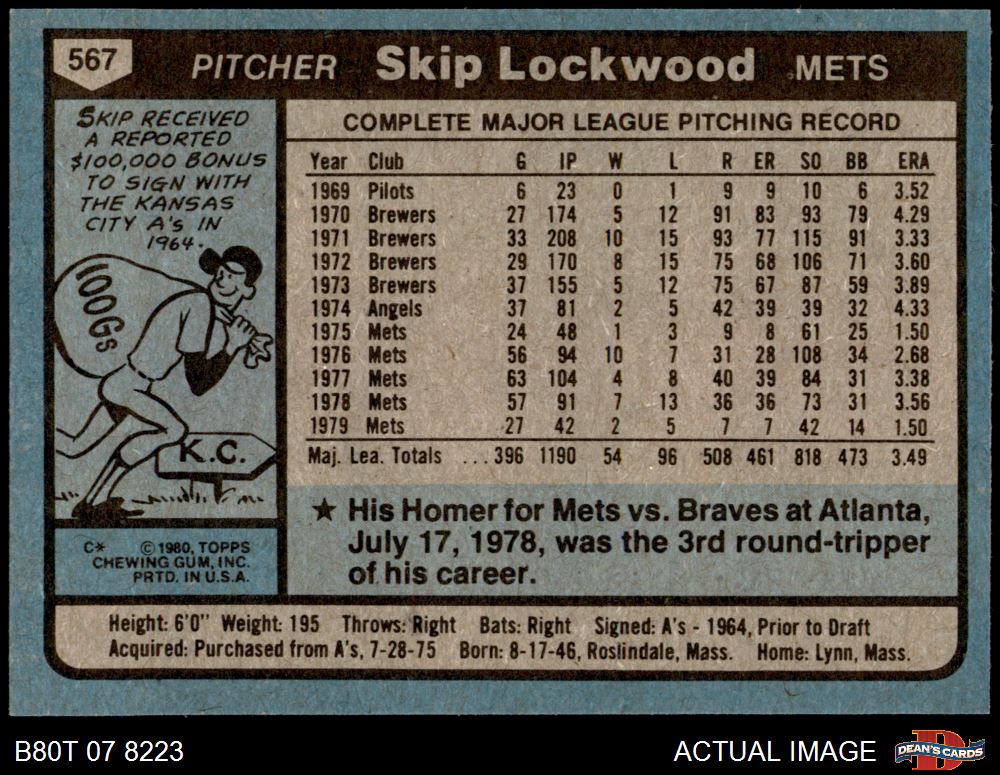 567 PITCHER Skip Lockwood METS
SKIP RECEIVED
A REPORTED
$100,000 BONUS
TO SIGN WITH
THE KANSAS
CITY A'S IN
1964.
100GS
K.C.
C* © 1980, TOPPS
CHEWING GUM, INC.
PRTD. IN U.S.A.
COMPLETE MAJOR LEAGUE PITCHING RECORD
Year Club G IP W L R ER SO BB ERA
1969 Pilots 6 23 0 1 9 9 10 6 3.52
1970 Brewers 27 174 5 12 91 83 93 79 4.29
1971 Brewers 33 208 10 15 93 77 115 91 3.33
1972 Brewers 29 170 8 15 75 68 106 71 3.60
1973 Brewers 37 155 5 12 75 67 87 59 3.89
1974 Angels 37 81 2 5 42 39 39 32 4.33
1975 Mets 24 48 1 3 9 8 61 25 1.50
1976 Mets 56 94 10 7 31 28 108 34 2.68
1977 Mets 63 104 4 8 40 39 84 31 3.38
1978 Mets 57 91 7 13 36 36 73 31 3.56
1979 Mets 27 42 2 5 7 7 42 14 1.50
Maj. Lea. Totals ... 396 1190 54 96 508 461 818 473 3.49
★ His Homer for Mets vs. Braves at Atlanta,
July 17, 1978, was the 3rd round-tripper
of his career.
Height: 6'0" Weight: 195 Throws: Right Bats: Right Signed: A's - 1964, Prior to Draft
Acquired: Purchased from A's, 7-28-75 Born: 8-17-46, Roslindale, Mass. Home: Lynn, Mass.
B80T 07 8223 ACTUAL IMAGE DEAN'S CARDS